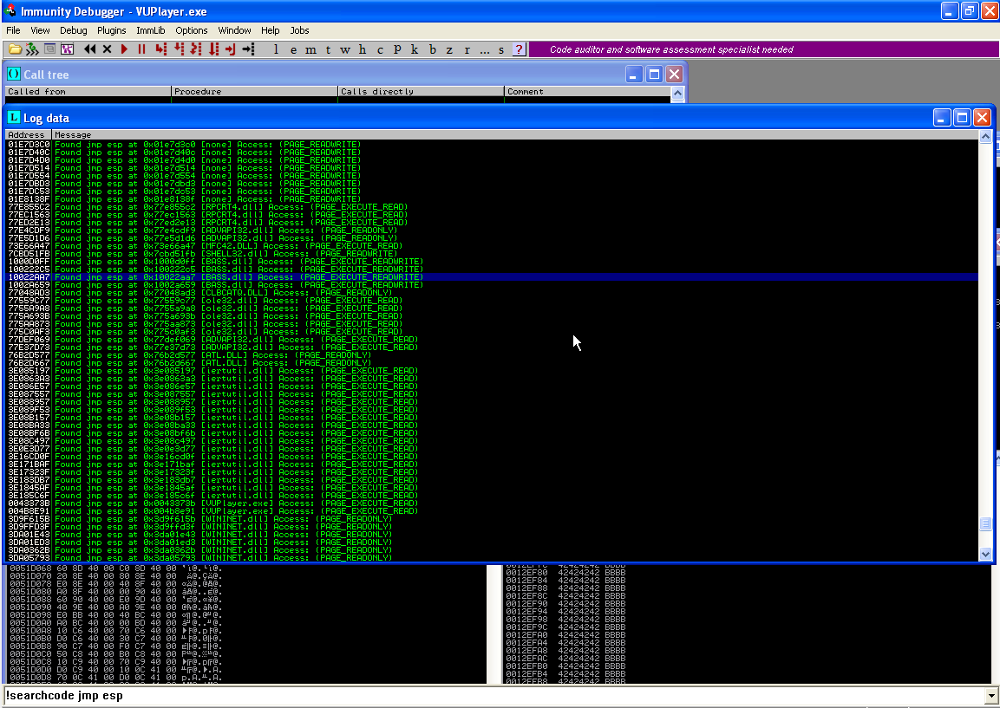 Immunity Debugger - VUPlayer.exe
File View Debug Plugins ImmLib Options Window Help Jobs
l e m t w h c P k b z r ... s ? Code auditor and software assessment specialist needed
Call tree
Called from Procedure Calls directly Comment
Log data
Address Message
01E7D3C0 Found jmp esp at 0x01e7d3c0 [none] Access: (PAGE_READWRITE)
01E7D40C Found jmp esp at 0x01e7d40c [none] Access: (PAGE_READWRITE)
01E7D4D0 Found jmp esp at 0x01e7d4d0 [none] Access: (PAGE_READWRITE)
01E7D514 Found jmp esp at 0x01e7d514 [none] Access: (PAGE_READWRITE)
01E7D554 Found jmp esp at 0x01e7d554 [none] Access: (PAGE_READWRITE)
01E7DBD3 Found jmp esp at 0x01e7dbd3 [none] Access: (PAGE_READWRITE)
01E7DC53 Found jmp esp at 0x01e7dc53 [none] Access: (PAGE_READWRITE)
01E8138F Found jmp esp at 0x01e8138f [none] Access: (PAGE_READWRITE)
77E855C2 Found jmp esp at 0x77e855c2 [RPCRT4.dll] Access: (PAGE_EXECUTE_READ)
77EC1563 Found jmp esp at 0x77ec1563 [RPCRT4.dll] Access: (PAGE_EXECUTE_READ)
77ED2E13 Found jmp esp at 0x77ed2e13 [RPCRT4.dll] Access: (PAGE_EXECUTE_READ)
77E4CDF9 Found jmp esp at 0x77e4cdf9 [ADVAPI32.dll] Access: (PAGE_READONLY)
77E5D1D6 Found jmp esp at 0x77e5d1d6 [ADVAPI32.dll] Access: (PAGE_READONLY)
73E66A47 Found jmp esp at 0x73e66a47 [MFC42.DLL] Access: (PAGE_EXECUTE_READ)
7CBD51FB Found jmp esp at 0x7cbd51fb [SHELL32.dll] Access: (PAGE_READWRITE)
1000D0FF Found jmp esp at 0x1000d0ff [BASS.dll] Access: (PAGE_EXECUTE_READWRITE)
100222C5 Found jmp esp at 0x100222c5 [BASS.dll] Access: (PAGE_EXECUTE_READWRITE)
10022AA7 Found jmp esp at 0x10022aa7 [BASS.dll] Access: (PAGE_EXECUTE_READWRITE)
1002A659 Found jmp esp at 0x1002a659 [BASS.dll] Access: (PAGE_EXECUTE_READWRITE)
77048AD3 Found jmp esp at 0x77048ad3 [CLBCATQ.DLL] Access: (PAGE_READONLY)
77559C77 Found jmp esp at 0x77559c77 [ole32.dll] Access: (PAGE_EXECUTE_READ)
7755A9A8 Found jmp esp at 0x7755a9a8 [ole32.dll] Access: (PAGE_EXECUTE_READ)
775A693B Found jmp esp at 0x775a693b [ole32.dll] Access: (PAGE_EXECUTE_READ)
775AA873 Found jmp esp at 0x775aa873 [ole32.dll] Access: (PAGE_EXECUTE_READ)
775C0AF3 Found jmp esp at 0x775c0af3 [ole32.dll] Access: (PAGE_EXECUTE_READ)
77DEF069 Found jmp esp at 0x77def069 [ADVAPI32.dll] Access: (PAGE_EXECUTE_READ)
77E37D73 Found jmp esp at 0x77e37d73 [ADVAPI32.dll] Access: (PAGE_EXECUTE_READ)
76B2D577 Found jmp esp at 0x76b2d577 [ATL.DLL] Access: (PAGE_READONLY)
76B2D667 Found jmp esp at 0x76b2d667 [ATL.DLL] Access: (PAGE_READONLY)
3E085197 Found jmp esp at 0x3e085197 [iertutil.dll] Access: (PAGE_EXECUTE_READ)
3E0863A3 Found jmp esp at 0x3e0863a3 [iertutil.dll] Access: (PAGE_EXECUTE_READ)
3E086E57 Found jmp esp at 0x3e086e57 [iertutil.dll] Access: (PAGE_EXECUTE_READ)
3E087557 Found jmp esp at 0x3e087557 [iertutil.dll] Access: (PAGE_EXECUTE_READ)
3E088957 Found jmp esp at 0x3e088957 [iertutil.dll] Access: (PAGE_EXECUTE_READ)
3E089F53 Found jmp esp at 0x3e089f53 [iertutil.dll] Access: (PAGE_EXECUTE_READ)
3E08B157 Found jmp esp at 0x3e08b157 [iertutil.dll] Access: (PAGE_EXECUTE_READ)
3E08BA33 Found jmp esp at 0x3e08ba33 [iertutil.dll] Access: (PAGE_EXECUTE_READ)
3E08BF6B Found jmp esp at 0x3e08bf6b [iertutil.dll] Access: (PAGE_EXECUTE_READ)
3E08C497 Found jmp esp at 0x3e08c497 [iertutil.dll] Access: (PAGE_EXECUTE_READ)
3E0E3D77 Found jmp esp at 0x3e0e3d77 [iertutil.dll] Access: (PAGE_EXECUTE_READ)
3E16CD0F Found jmp esp at 0x3e16cd0f [iertutil.dll] Access: (PAGE_EXECUTE_READ)
3E171BAF Found jmp esp at 0x3e171baf [iertutil.dll] Access: (PAGE_EXECUTE_READ)
3E17323F Found jmp esp at 0x3e17323f [iertutil.dll] Access: (PAGE_EXECUTE_READ)
3E183DB7 Found jmp esp at 0x3e183db7 [iertutil.dll] Access: (PAGE_EXECUTE_READ)
3E1845AF Found jmp esp at 0x3e1845af [iertutil.dll] Access: (PAGE_EXECUTE_READ)
3E185C6F Found jmp esp at 0x3e185c6f [iertutil.dll] Access: (PAGE_EXECUTE_READ)
0043373B Found jmp esp at 0x0043373b [VUPlayer.exe] Access: (PAGE_EXECUTE_READ)
004B8E91 Found jmp esp at 0x004b8e91 [VUPlayer.exe] Access: (PAGE_EXECUTE_READ)
3D9F615B Found jmp esp at 0x3d9f615b [WININET.dll] Access: (PAGE_READONLY)
3D9FFD3F Found jmp esp at 0x3d9ffd3f [WININET.dll] Access: (PAGE_READONLY)
3DA01E43 Found jmp esp at 0x3da01e43 [WININET.dll] Access: (PAGE_READONLY)
3DA01ED3 Found jmp esp at 0x3da01ed3 [WININET.dll] Access: (PAGE_READONLY)
3DA0362B Found jmp esp at 0x3da0362b [WININET.dll] Access: (PAGE_READONLY)
3DA05793 Found jmp esp at 0x3da05793 [WININET.dll] Access: (PAGE_READONLY)
0051D068 60 8D 40 00 C0 8D 40 00
0051D070 20 8E 40 00 80 8E 40 00 0012EF80 42424242 BBBB
0051D078 E0 8E 40 00 40 8F 40 00 0012EF84 42424242 BBBB
0051D080 A0 8F 40 00 00 90 40 00 0012EF88 42424242 BBBB
0051D088 60 90 40 00 E0 9D 40 00 0012EF8C 42424242 BBBB
0051D090 40 9E 40 00 A0 9E 40 00 0012EF90 42424242 BBBB
0051D098 E0 BB 40 00 40 BC 40 00 0012EF94 42424242 BBBB
0051D0A0 A0 BC 40 00 00 BD 40 00 0012EF98 42424242 BBBB
0051D0A8 10 C6 40 00 70 C6 40 00 0012EF9C 42424242 BBBB
0051D0B0 D0 C6 40 00 30 C7 40 00 0012EFA0 42424242 BBBB
0051D0B8 90 C7 40 00 F0 C7 40 00 0012EFA4 42424242 BBBB
0051D0C0 50 C8 40 00 B0 C8 40 00 0012EFA8 42424242 BBBB
0051D0C8 10 C9 40 00 70 C9 40 00 0012EFAC 42424242 BBBB
0051D0D0 D0 C9 40 00 10 0C 41 00 0012EFB0 42424242 BBBB
0051D0D8 70 0C 41 00 D0 0C 41 00 0012EFB4 42424242 BBBB
0012EFB8 42424242 BBBB
!searchcode jmp esp